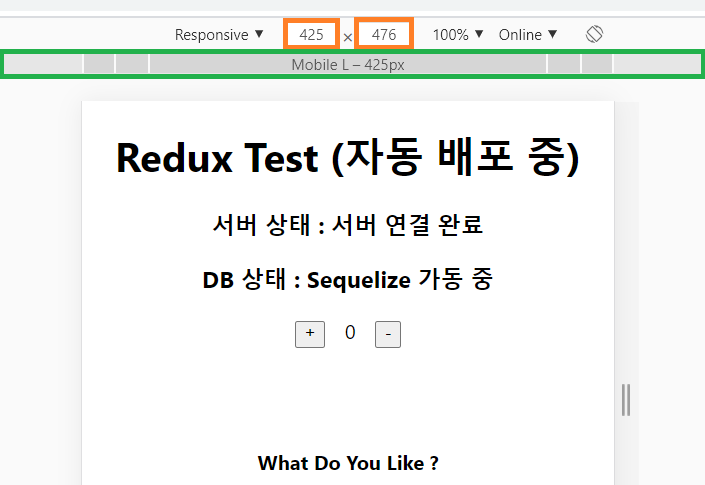 Responsive ▼ 425 × 476 100% ▼ Online ▼
Mobile L – 425px
Redux Test (자동 배포 중)
서버 상태 : 서버 연결 완료
DB 상태 : Sequelize 가동 중
+ 0 -
What Do You Like ?